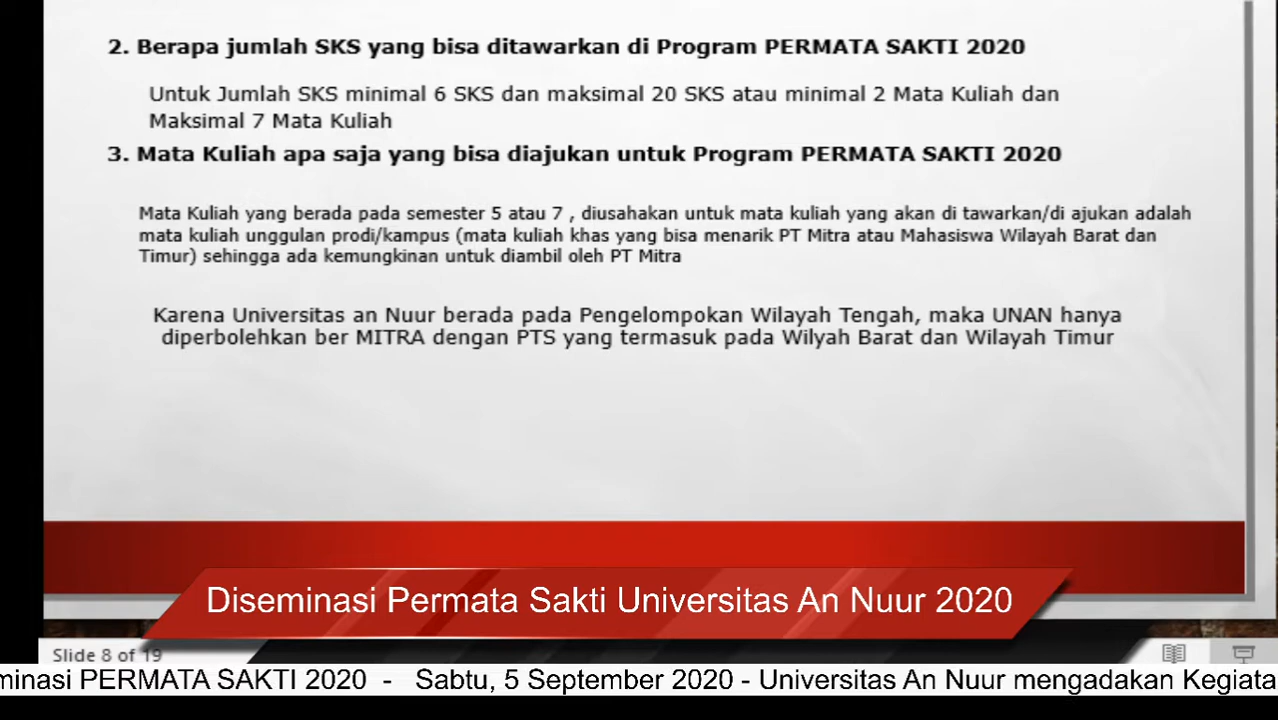 2. Berapa jumlah SKS yang bisa ditawarkan di Program PERMATA SAKTI 2020
Untuk Jumlah SKS minimal 6 SKS dan maksimal 20 SKS atau minimal 2 Mata Kuliah dan
Maksimal 7 Mata Kuliah
3. Mata Kuliah apa saja yang bisa diajukan untuk Program PERMATA SAKTI 2020
Mata Kuliah yang berada pada semester 5 atau 7 , diusahakan untuk mata kuliah yang akan di tawarkan/di ajukan adalah
mata kuliah unggulan prodi/kampus (mata kuliah khas yang bisa menarik PT Mitra atau Mahasiswa Wilayah Barat dan
Timur) sehingga ada kemungkinan untuk diambil oleh PT Mitra
Karena Universitas an Nuur berada pada Pengelompokan Wilayah Tengah, maka UNAN hanya
diperbolehkan ber MITRA dengan PTS yang termasuk pada Wilyah Barat dan Wilayah Timur
Diseminasi Permata Sakti Universitas An Nuur 2020
Slide 8 of 19
minasi PERMATA SAKTI 2020 - Sabtu, 5 September 2020 - Universitas An Nuur mengadakan Kegiata